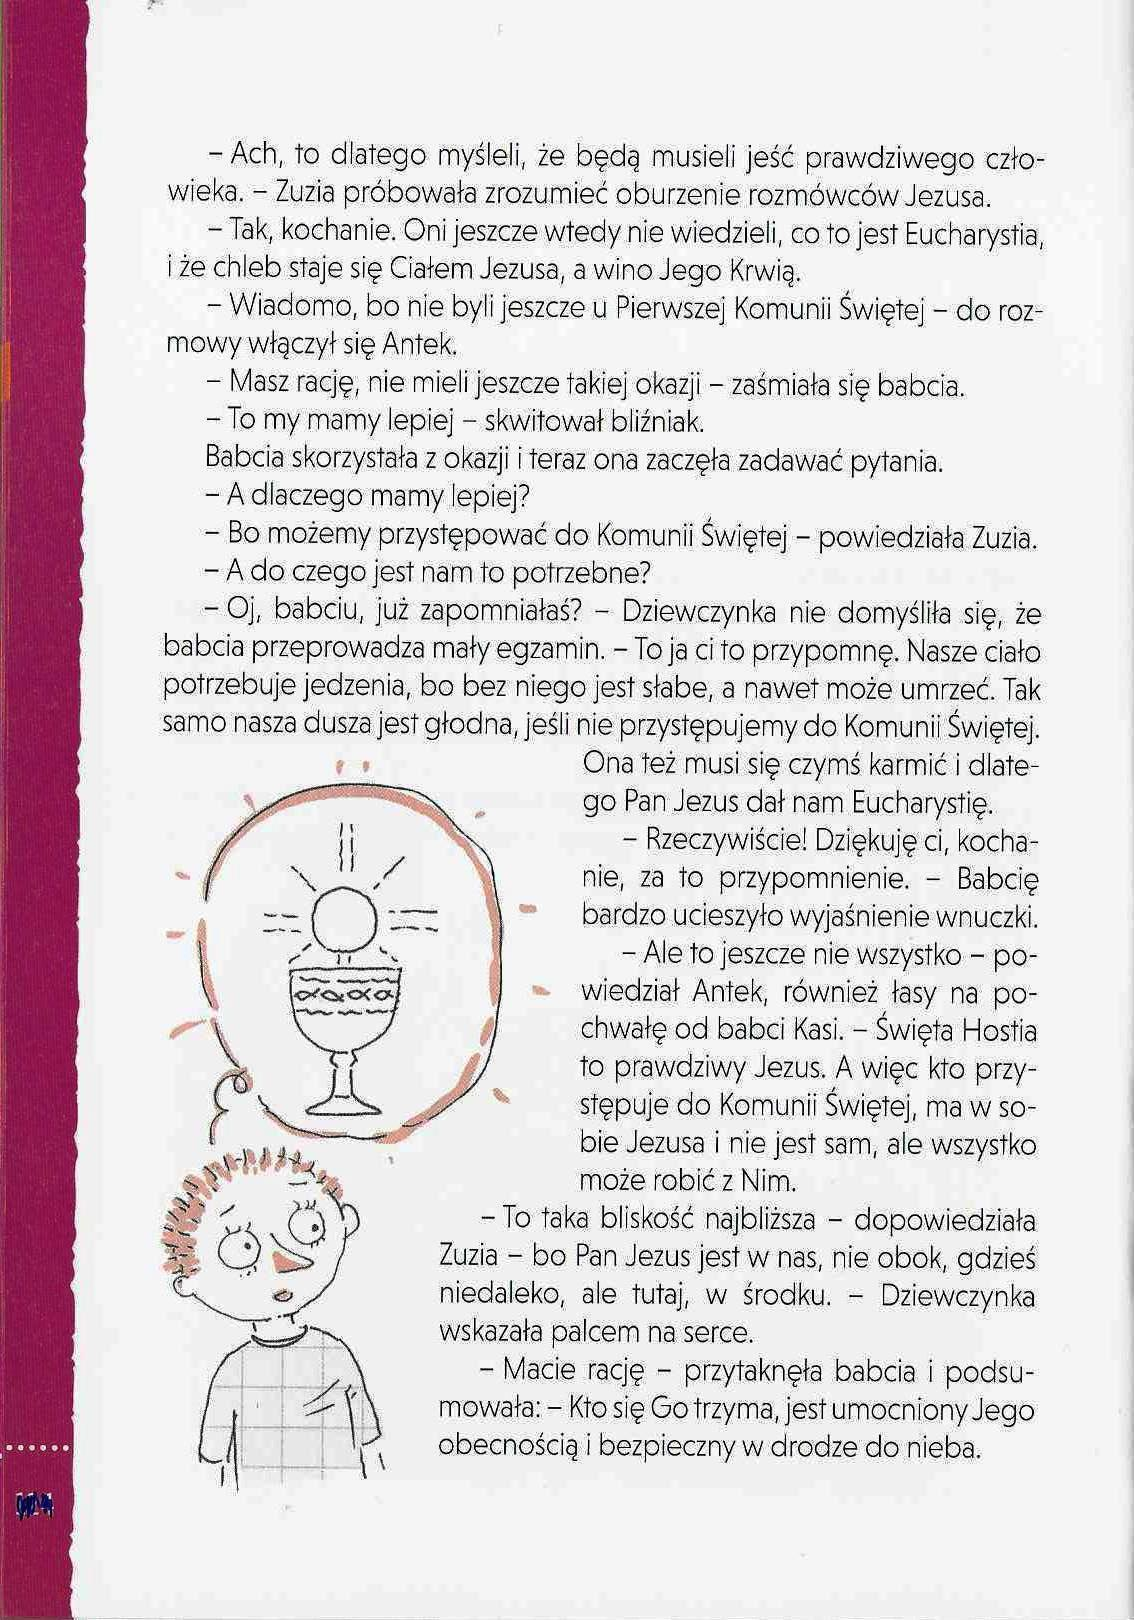 – Ach, to dlatego myśleli, że będą musieli jeść prawdziwego czło-
wieka. – Zuzia próbowała zrozumieć oburzenie rozmówców Jezusa.
– Tak, kochanie. Oni jeszcze wtedy nie wiedzieli, co to jest Eucharystia,
i że chleb staje się Ciałem Jezusa, a wino Jego Krwią.
– Wiadomo, bo nie byli jeszcze u Pierwszej Komunii Świętej – do roz-
mowy włączył się Antek.
– Masz rację, nie mieli jeszcze takiej okazji – zaśmiała się babcia.
– To my mamy lepiej – skwitował bliźniak.
Babcia skorzystała z okazji i teraz ona zaczęła zadawać pytania.
– A dlaczego mamy lepiej?
– Bo możemy przystępować do Komunii Świętej – powiedziała Zuzia.
– A do czego jest nam to potrzebne?
– Oj, babciu, już zapomniałaś? – Dziewczynka nie domyśliła się, że
babcia przeprowadza mały egzamin. – To ja ci to przypomnę. Nasze ciało
potrzebuje jedzenia, bo bez niego jest słabe, a nawet może umrzeć. Tak
samo nasza dusza jest głodna, jeśli nie przystępujemy do Komunii Świętej.
Ona też musi się czymś karmić i dlate-
go Pan Jezus dał nam Eucharystię.
– Rzeczywiście! Dziękuję ci, kocha-
nie, za to przypomnienie. – Babcię
bardzo ucieszyło wyjaśnienie wnuczki.
– Ale to jeszcze nie wszystko – po-
wiedział Antek, również łasy na po-
chwałę od babci Kasi. – Święta Hostia
to prawdziwy Jezus. A więc kto przy-
stępuje do Komunii Świętej, ma w so-
bie Jezusa i nie jest sam, ale wszystko
może robić z Nim.
– To taka bliskość najbliższa – dopowiedziała
Zuzia – bo Pan Jezus jest w nas, nie obok, gdzieś
niedaleko, ale tutaj, w środku. – Dziewczynka
wskazała palcem na serce.
– Macie rację – przytaknęła babcia i podsu-
mowała: – Kto się Go trzyma, jest umocniony Jego
obecnością i bezpieczny w drodze do nieba.